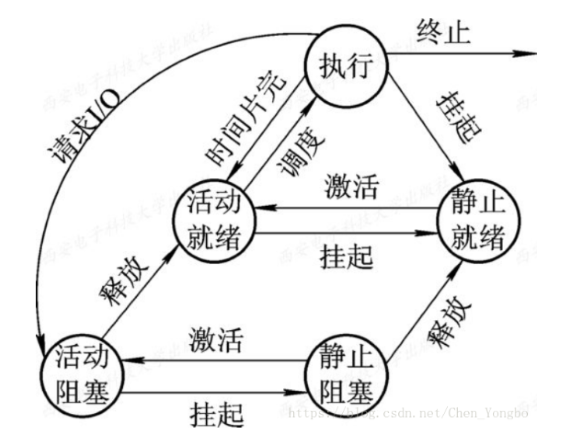 终止
执行
请求I/O
时间片完
调度
挂起
激活
活动
就绪
静止
就绪
挂起
释放
释放
激活
活动
阻塞
静止
阻塞
挂起
https://blog.csdn.net/Chen_Yongbo